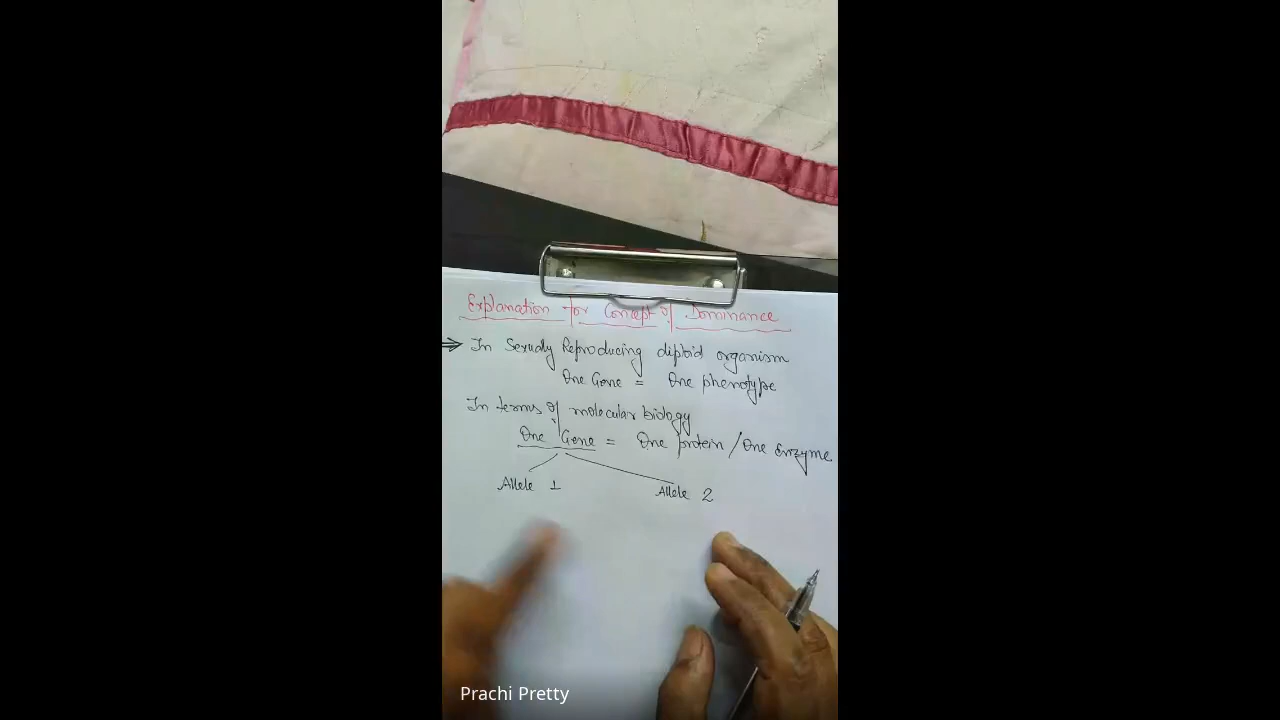 Explanation for Concept of Dominance
⇒ In Sexually Reproducing diploid organism
One Gene = One phenotype
In terms of molecular biology
One Gene = One protein / One Enzyme
Allele 1 Allele 2
Prachi Pretty